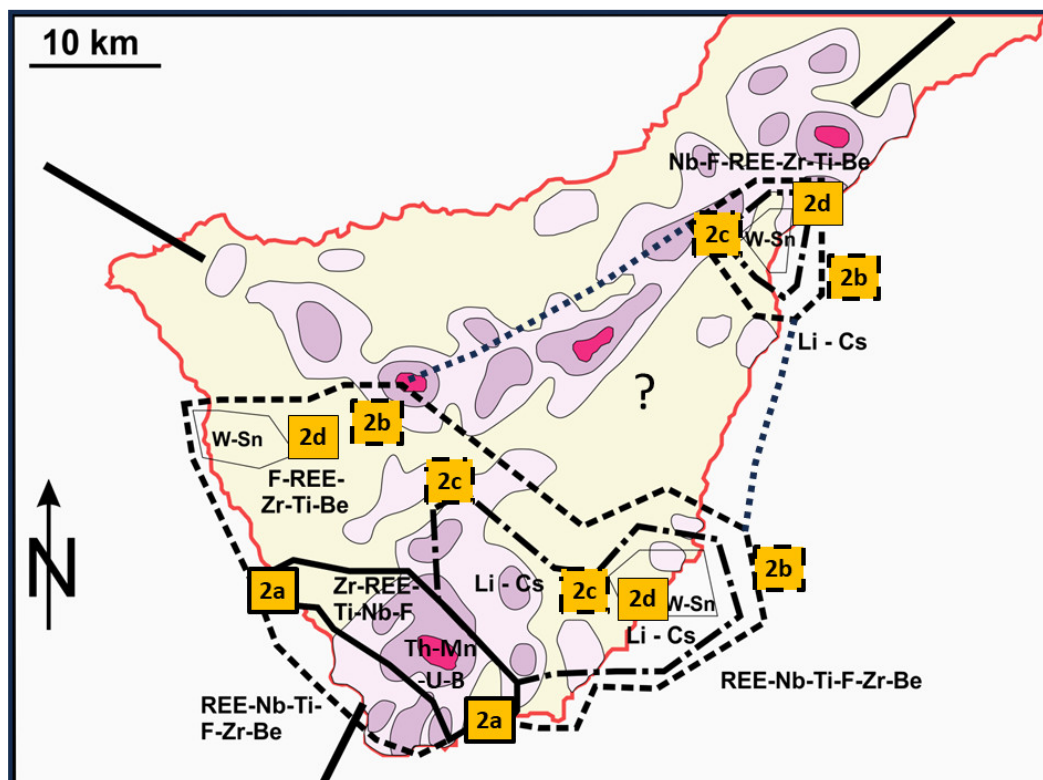 10 km
Nb-F-REE-Zr-Ti-Be
2d
2c
W-Sn
2b
Li - Cs
?
2b
W-Sn
2d
F-REE-
Zr-Ti-Be
2c
N
2a
Zr-REE-
Ti-Nb-F
Li - Cs
2c
2d
W-Sn
2b
Li - Cs
Th-Mn
-U-B
REE-Nb-Ti-
F-Zr-Be
2a
REE-Nb-Ti-F-Zr-Be